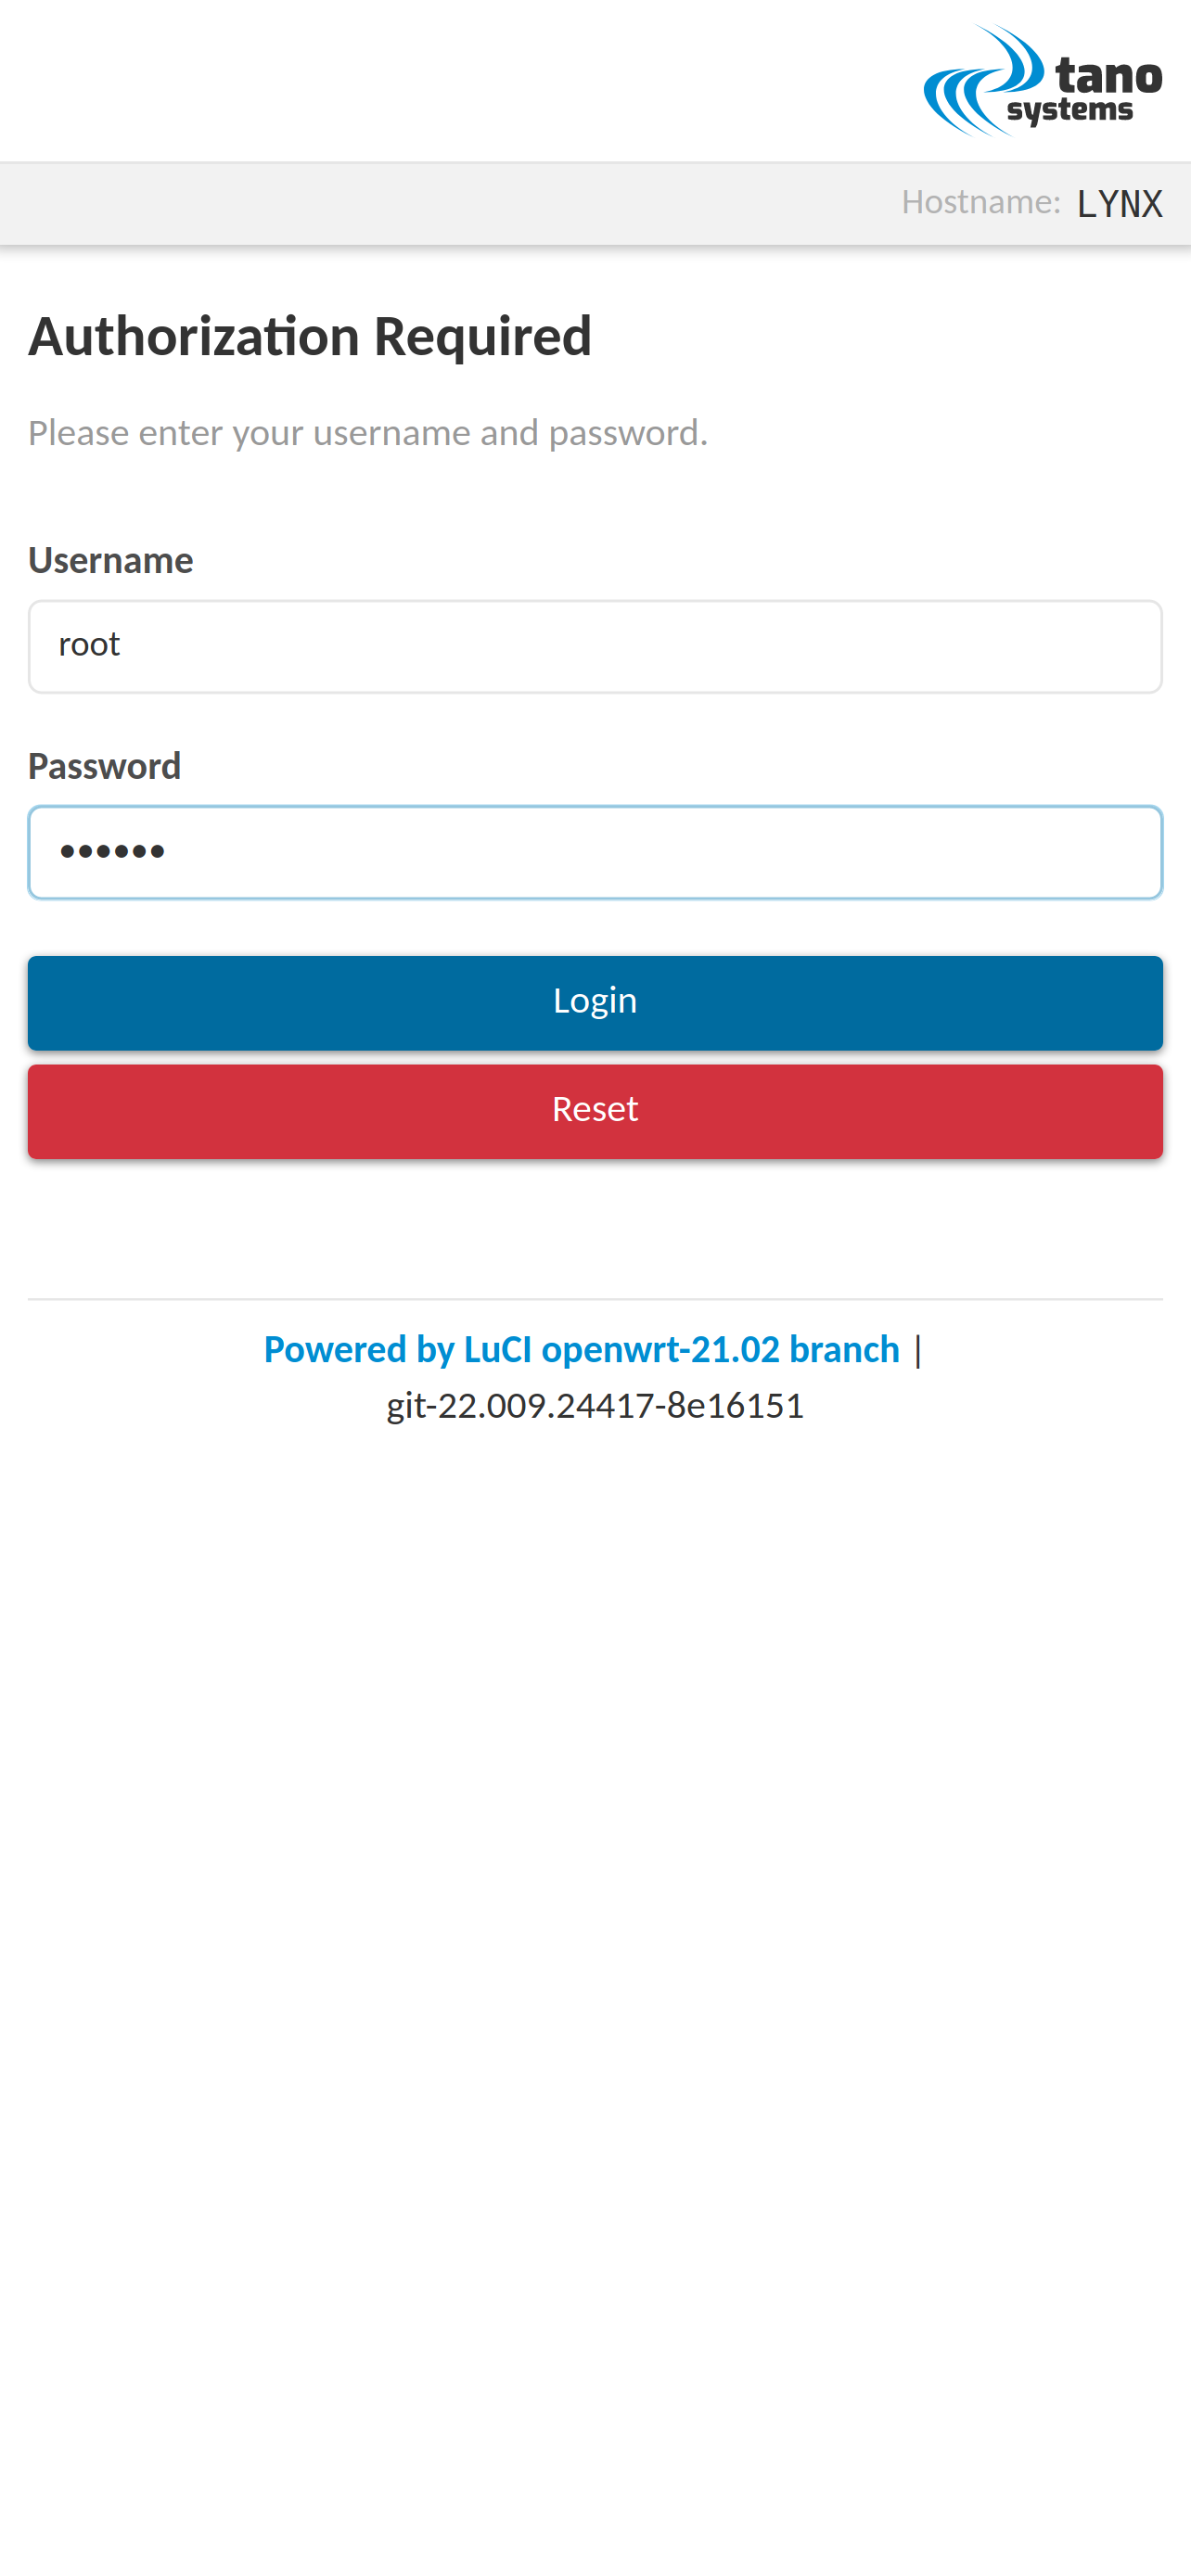 tano
systems
Hostname: LYNX
Authorization Required
Please enter your username and password.
Username
root
Password
••••••
Login
Reset
Powered by LuCI openwrt-21.02 branch |
git-22.009.24417-8e16151